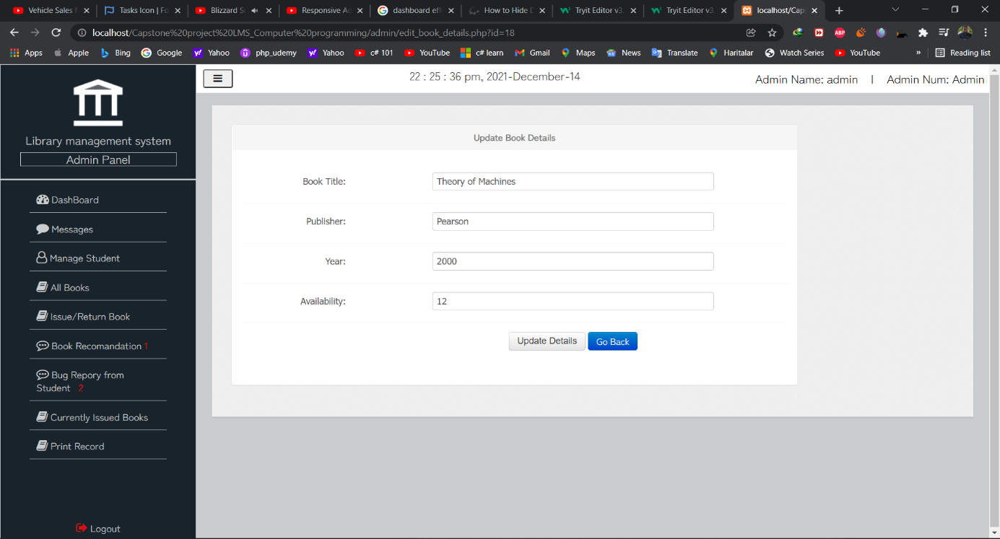 Vehicle Sales
Tasks Icon | Fo
Blizzard S
Responsive A
dashboard eff
How to Hide D
Tryit Editor v3.
Tryit Editor v3.
localhost/Cap
localhost/Capstone%20project%20LMS_Computer%20programming/admin/edit_book_details.php?id=18
ABP
Apps Apple Bing Google Yahoo php_udemy Yahoo c# 101 YouTube c# learn Gmail Maps News Translate Haritalar Watch Series YouTube » Reading list
22 : 25 : 36 pm, 2021-December-14
Admin Name: admin | Admin Num: Admin
Library management system
Admin Panel
DashBoard
Messages
Manage Student
All Books
Issue/Return Book
Book Recomandation 1
Bug Repory from
Student 2
Currently Issued Books
Print Record
Logout
Update Book Details
Book Title: Theory of Machines
Publisher: Pearson
Year: 2000
Availability: 12
Update Details Go Back